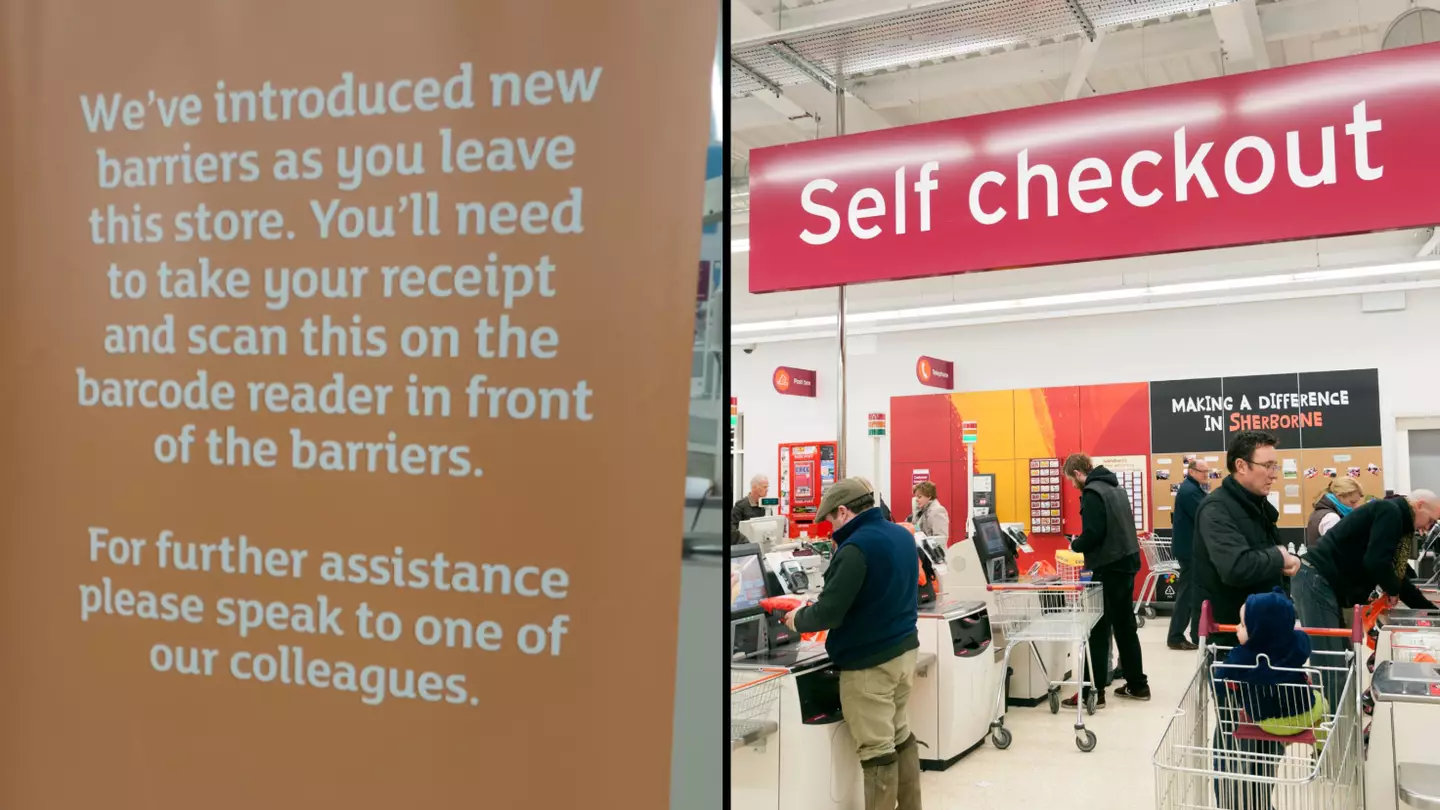 We've introduced new
barriers as you leave
this store. You'll need
to take your receipt
and scan this on the
barcode reader in front
of the barriers.
For further assistance
please speak to one of
our colleagues.
Self checkout
Telephone
MAKING A DIFFERENCE
IN SHERBORNE